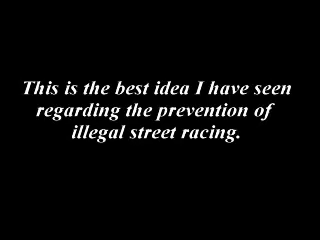 This is the best idea I have seen
regarding the prevention of
illegal street racing.